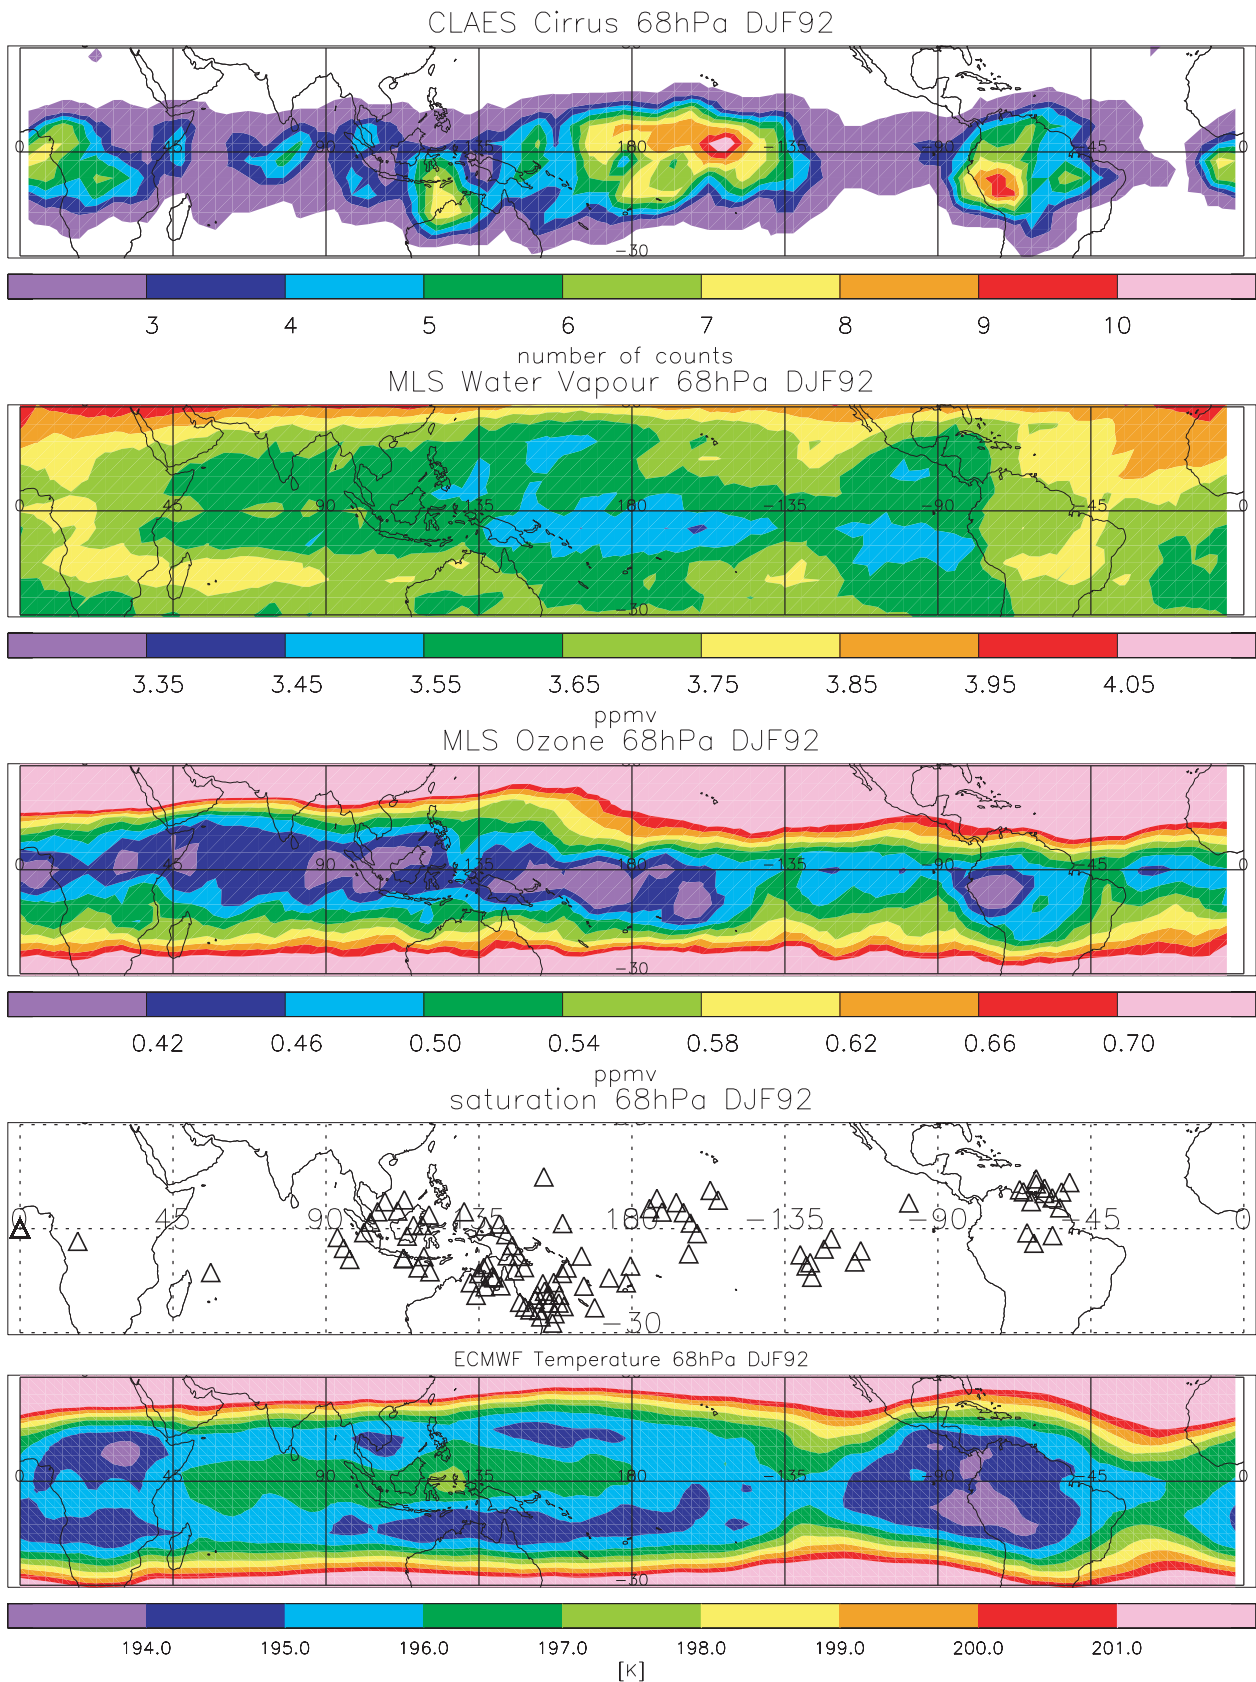 CLAES Cirrus 68hPa DJF92
0 45 90 135 180 −135 −90 −45 0
−30
3 4 5 6 7 8 9 10
number of counts
MLS Water Vapour 68hPa DJF92
0 45 90 135 180 −135 −90 −45 0
−30
3.35 3.45 3.55 3.65 3.75 3.85 3.95 4.05
ppmv
MLS Ozone 68hPa DJF92
0 45 90 135 180 −135 −90 −45 0
−30
0.42 0.46 0.50 0.54 0.58 0.62 0.66 0.70
ppmv
saturation 68hPa DJF92
0 45 90 135 180 −135 −90 −45 0
−30
ECMWF Temperature 68hPa DJF92
0 45 90 135 180 −135 −90 −45 0
−30
194.0 195.0 196.0 197.0 198.0 199.0 200.0 201.0
[K]